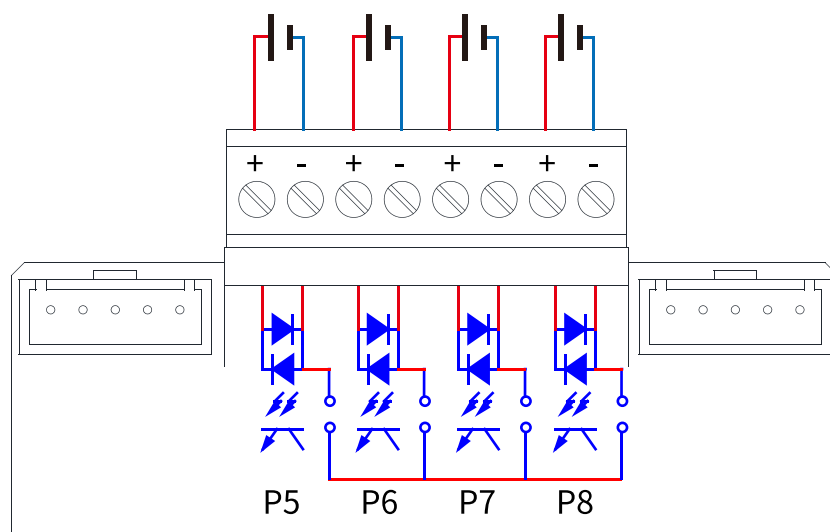 + - + - + - + -
P5 P6 P7 P8